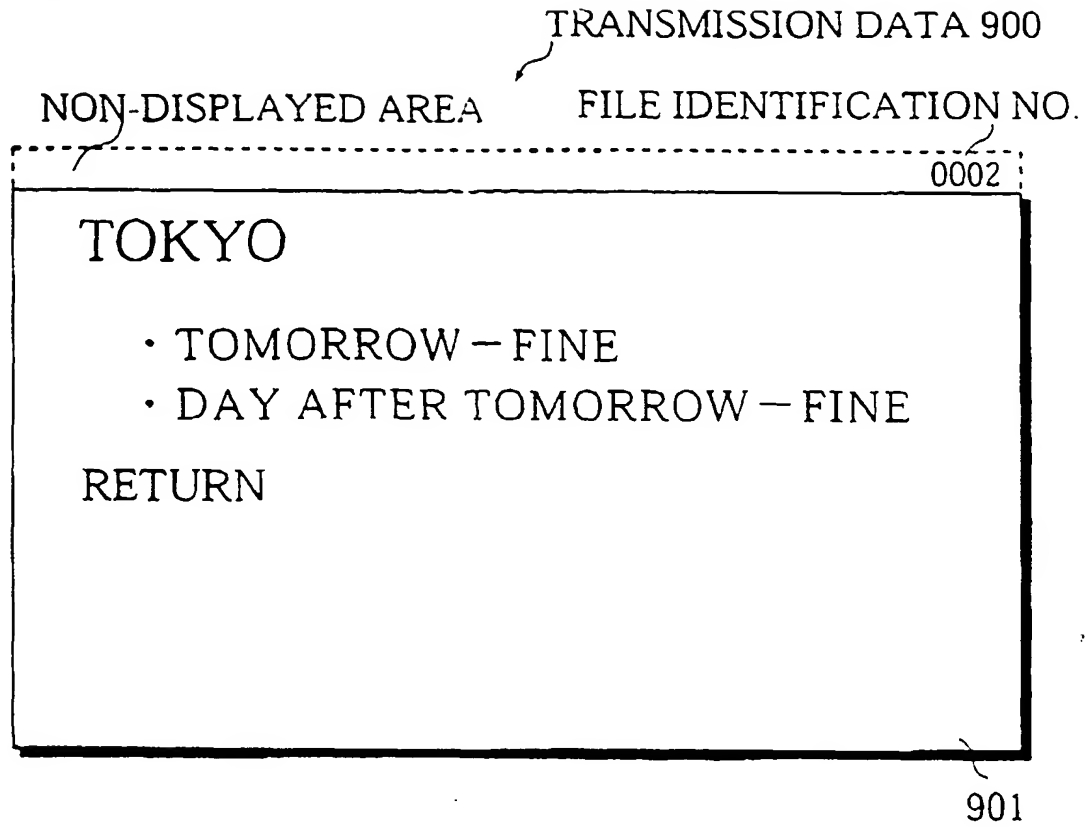 TRANSMISSION DATA 900
NON-DISPLAYED AREA
FILE IDENTIFICATION NO.
0002
TOKYO
・TOMORROW—FINE
・DAY AFTER TOMORROW—FINE
RETURN
901